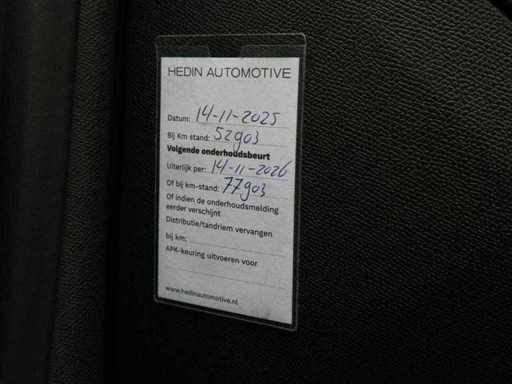 HEDIN AUTOMOTIVE
Datum: 14-11-2025
Bij Km stand: 52903
Volgende onderhoudsbeurt
Uiterlijk per: 14-11-2026
Of bij km-stand: 77903
Of indien de onderhoudsmelding
eerder verschijnt
Distributie/tandriem vervangen
bij km:
APK-keuring uitvoeren voor
www.hedinautomotive.nl